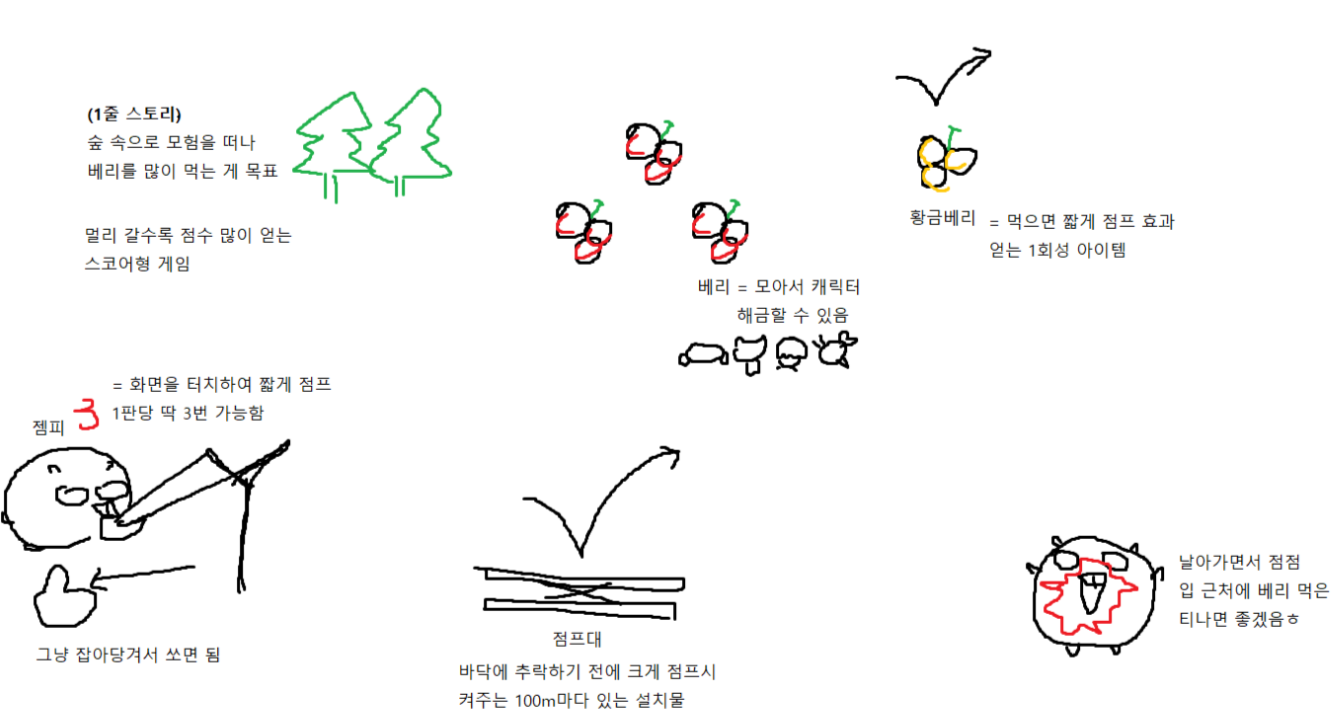 (1줄 스토리)
숲 속으로 모험을 떠나
베리를 많이 먹는 게 목표
멀리 갈수록 점수 많이 얻는
스코어형 게임
황금베리
= 먹으면 짧게 점프 효과
얻는 1회성 아이템
베리 = 모아서 캐릭터
해금할 수 있음
= 화면을 터치하여 짧게 점프
1판당 딱 3번 가능함
젬피
3
그냥 잡아당겨서 쏘면 됨
점프대
바닥에 추락하기 전에 크게 점프시
켜주는 100m마다 있는 설치물
날아가면서 점점
입 근처에 베리 먹은
티나면 좋겠음ㅎ